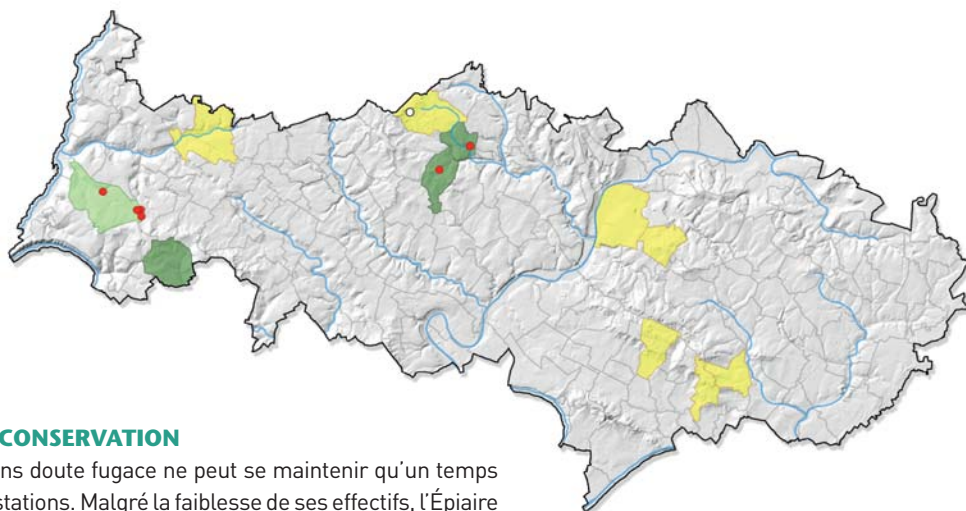 CONSERVATION
ns doute fugace ne peut se maintenir qu'un temps
stations. Malgré la faiblesse de ses effectifs, l'Épiaire